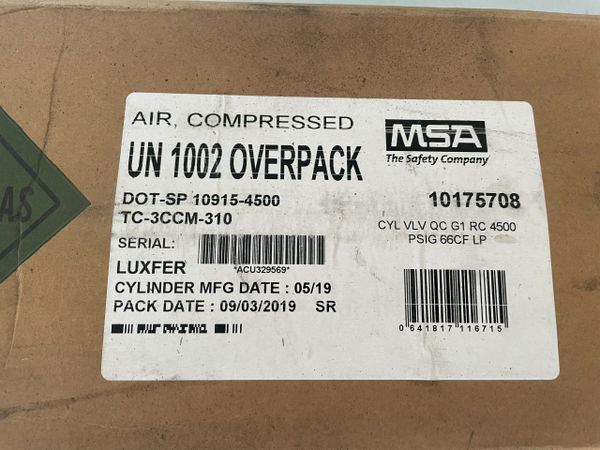 AIR, COMPRESSED
UN 1002 OVERPACK
DOT-SP 10915-4500
TC-3CCM-310
SERIAL:
*ACU329569*
LUXFER
CYLINDER MFG DATE : 05/19
PACK DATE : 09/03/2019 SR
MSA
The Safety Company
10175708
CYL VLV QC G1 RC 4500
PSIG 66CF LP
0 641817 116715